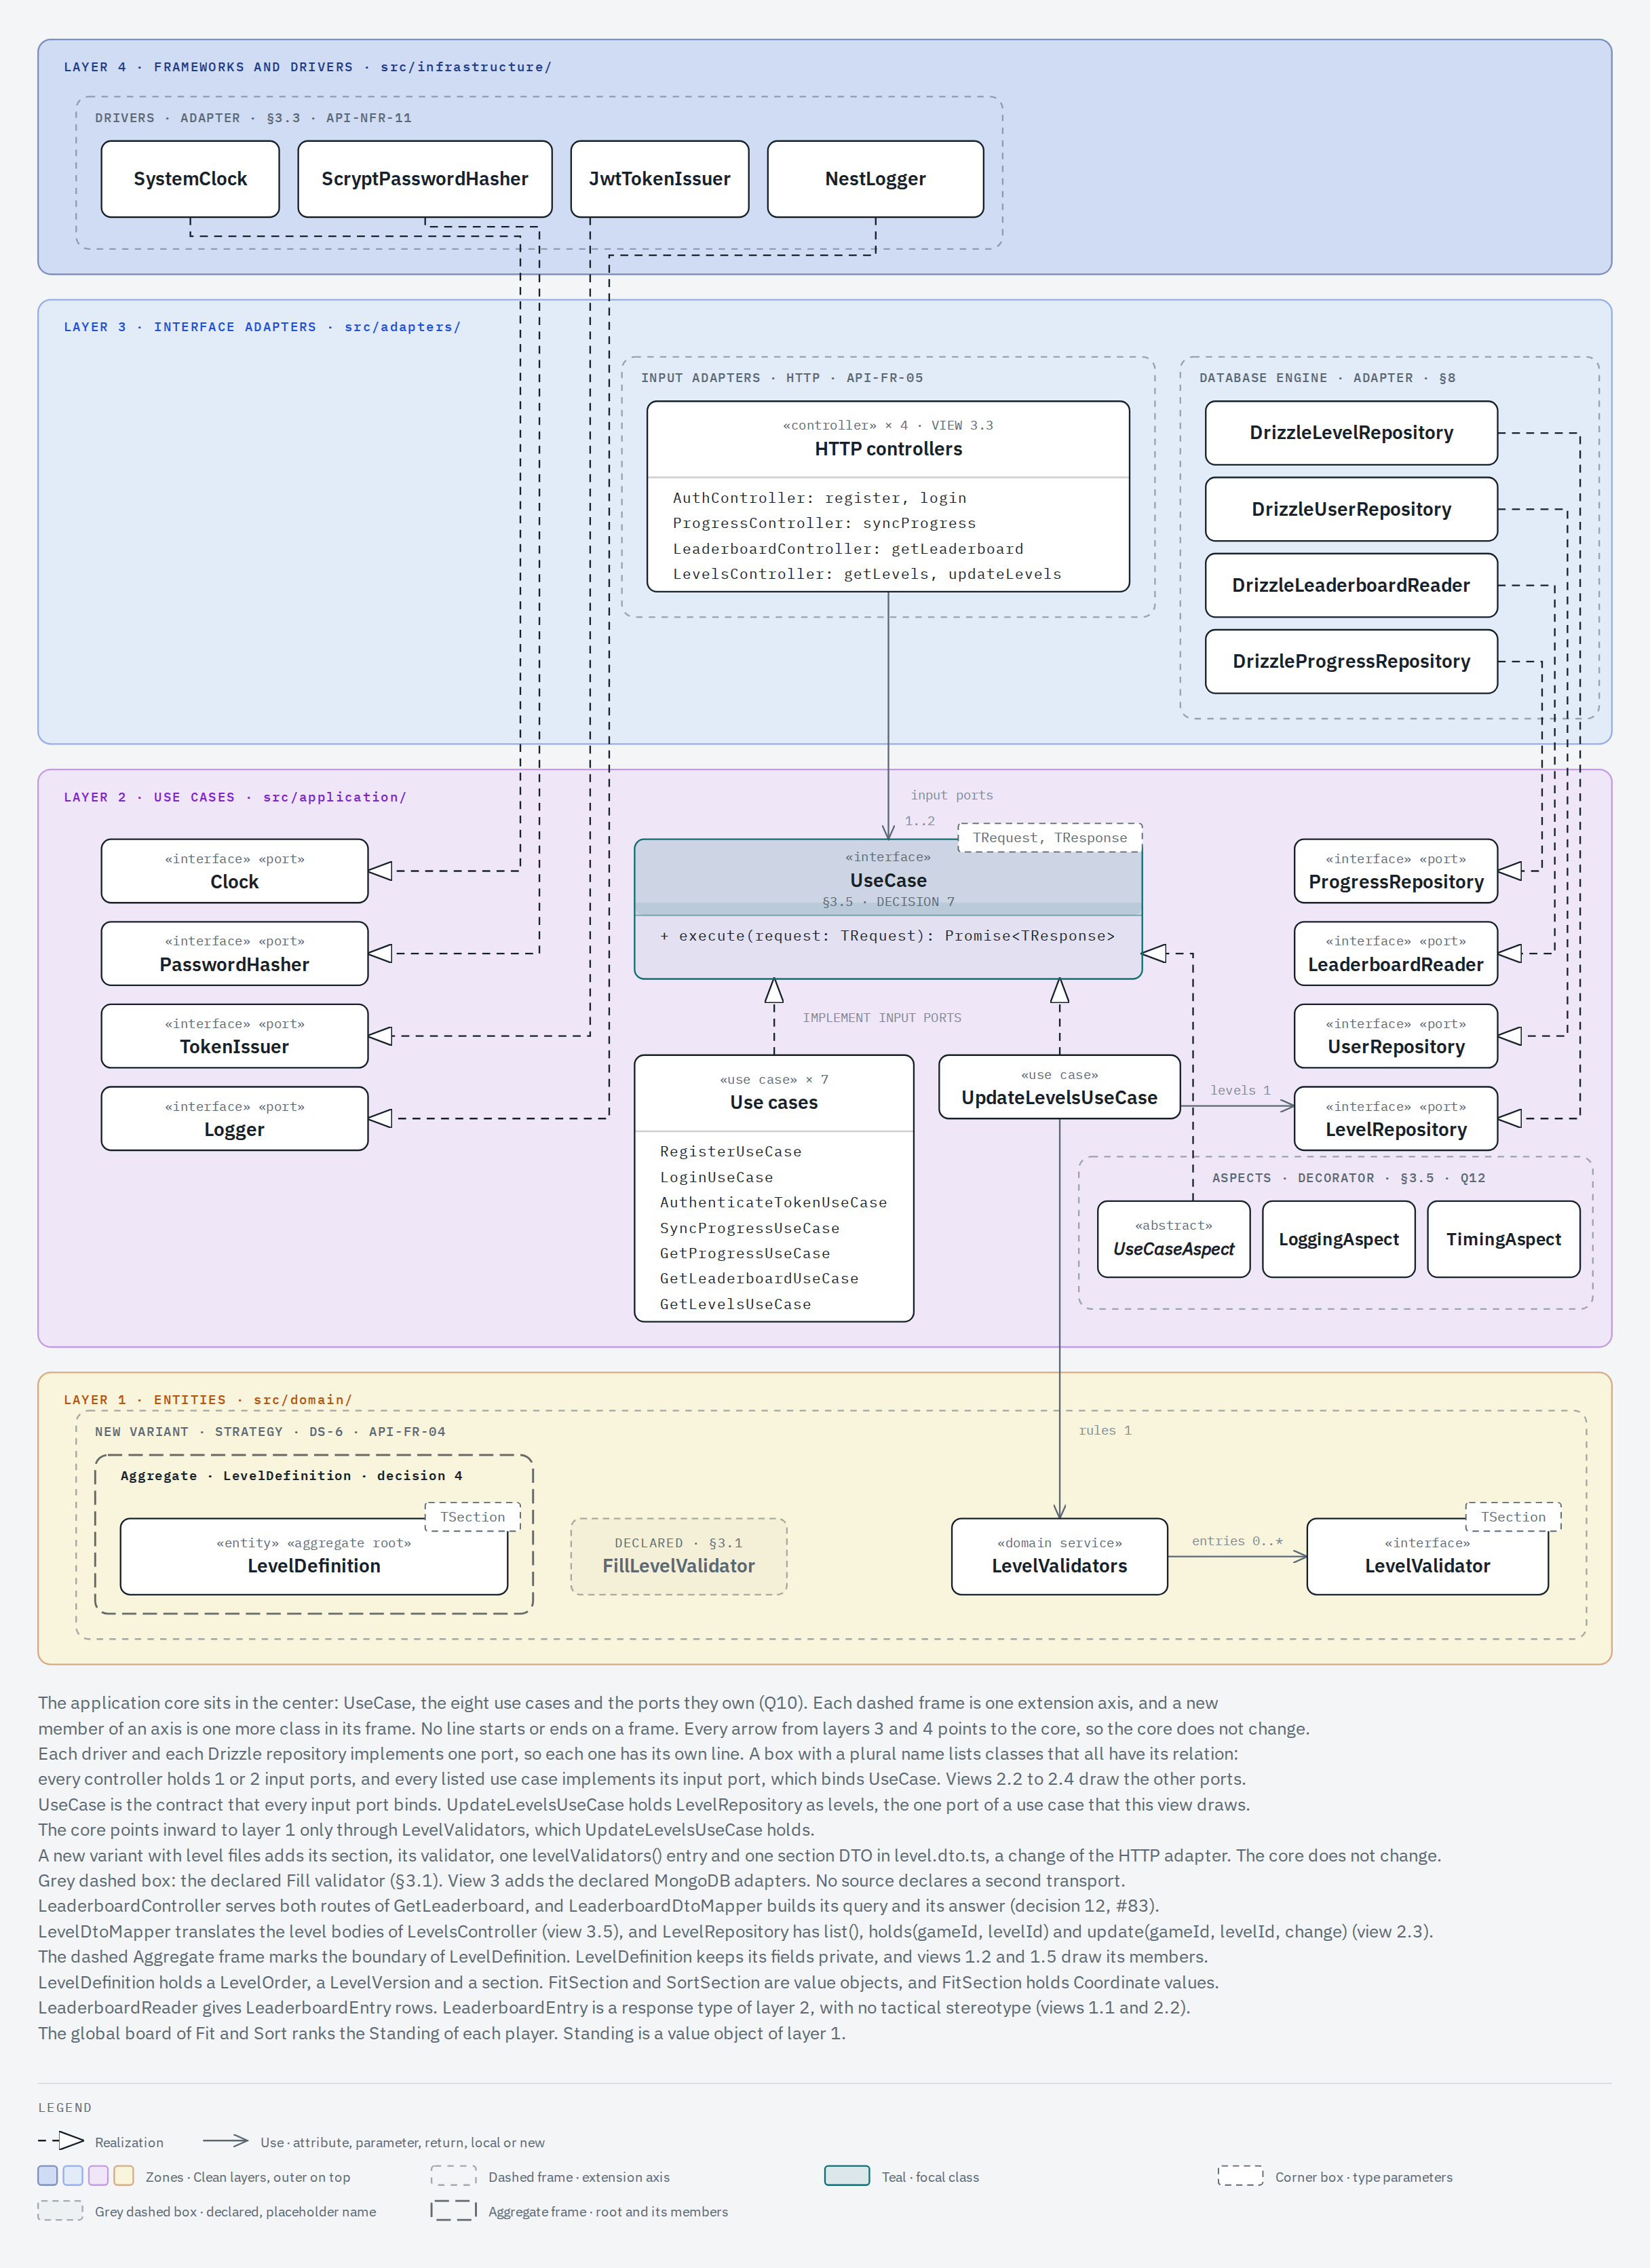 LAYER 4 · FRAMEWORKS AND DRIVERS · src/infrastructure/
DRIVERS · ADAPTER · §3.3 · API-NFR-11
SystemClock
ScryptPasswordHasher
JwtTokenIssuer
NestLogger
LAYER 3 · INTERFACE ADAPTERS · src/adapters/
INPUT ADAPTERS · HTTP · API-FR-05
«controller» × 4 · VIEW 3.3
HTTP controllers
AuthController: register, login
ProgressController: syncProgress
LeaderboardController: getLeaderboard
LevelsController: getLevels, updateLevels
DATABASE ENGINE · ADAPTER · §8
DrizzleLevelRepository
DrizzleUserRepository
DrizzleLeaderboardReader
DrizzleProgressRepository
LAYER 2 · USE CASES · src/application/
input ports
1..2
«interface» «port»
Clock
«interface» «port»
PasswordHasher
«interface» «port»
TokenIssuer
«interface» «port»
Logger
TRequest, TResponse
«interface»
UseCase
§3.5 · DECISION 7
+ execute(request: TRequest): Promise<TResponse>
IMPLEMENT INPUT PORTS
«use case» × 7
Use cases
RegisterUseCase
LoginUseCase
AuthenticateTokenUseCase
SyncProgressUseCase
GetProgressUseCase
GetLeaderboardUseCase
GetLevelsUseCase
«use case»
UpdateLevelsUseCase
levels 1
«interface» «port»
ProgressRepository
«interface» «port»
LeaderboardReader
«interface» «port»
UserRepository
«interface» «port»
LevelRepository
ASPECTS · DECORATOR · §3.5 · Q12
«abstract»
UseCaseAspect
LoggingAspect
TimingAspect
LAYER 1 · ENTITIES · src/domain/
NEW VARIANT · STRATEGY · DS-6 · API-FR-04
rules 1
Aggregate · LevelDefinition · decision 4
TSection
«entity» «aggregate root»
LevelDefinition
DECLARED · §3.1
FillLevelValidator
«domain service»
LevelValidators
entries 0..*
TSection
«interface»
LevelValidator
The application core sits in the center: UseCase, the eight use cases and the ports they own (Q10). Each dashed frame is one extension axis, and a new
member of an axis is one more class in its frame. No line starts or ends on a frame. Every arrow from layers 3 and 4 points to the core, so the core does not change.
Each driver and each Drizzle repository implements one port, so each one has its own line. A box with a plural name lists classes that all have its relation:
every controller holds 1 or 2 input ports, and every listed use case implements its input port, which binds UseCase. Views 2.2 to 2.4 draw the other ports.
UseCase is the contract that every input port binds. UpdateLevelsUseCase holds LevelRepository as levels, the one port of a use case that this view draws.
The core points inward to layer 1 only through LevelValidators, which UpdateLevelsUseCase holds.
A new variant with level files adds its section, its validator, one levelValidators() entry and one section DTO in level.dto.ts, a change of the HTTP adapter. The core does not change.
Grey dashed box: the declared Fill validator (§3.1). View 3 adds the declared MongoDB adapters. No source declares a second transport.
LeaderboardController serves both routes of GetLeaderboard, and LeaderboardDtoMapper builds its query and its answer (decision 12, #83).
LevelDtoMapper translates the level bodies of LevelsController (view 3.5), and LevelRepository has list(), holds(gameId, levelId) and update(gameId, levelId, change) (view 2.3).
The dashed Aggregate frame marks the boundary of LevelDefinition. LevelDefinition keeps its fields private, and views 1.2 and 1.5 draw its members.
LevelDefinition holds a LevelOrder, a LevelVersion and a section. FitSection and SortSection are value objects, and FitSection holds Coordinate values.
LeaderboardReader gives LeaderboardEntry rows. LeaderboardEntry is a response type of layer 2, with no tactical stereotype (views 1.1 and 2.2).
The global board of Fit and Sort ranks the Standing of each player. Standing is a value object of layer 1.
LEGEND
Realization
Use · attribute, parameter, return, local or new
Zones · Clean layers, outer on top
Dashed frame · extension axis
Teal · focal class
Corner box · type parameters
Grey dashed box · declared, placeholder name
Aggregate frame · root and its members